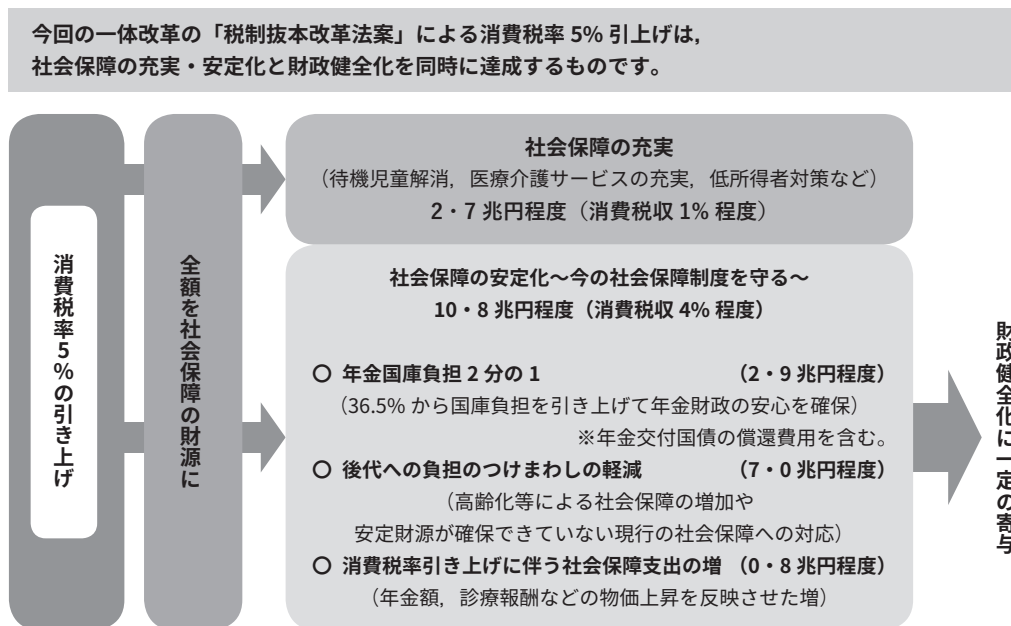 今回の一体改革の「税制抜本改革法案」による消費税率 5% 引上げは，
社会保障の充実・安定化と財政健全化を同時に達成するものです。
消費税率5%の引き上げ
全額を社会保障の財源に
社会保障の充実
（待機児童解消，医療介護サービスの充実，低所得者対策など）
2・7 兆円程度（消費税収 1% 程度）
社会保障の安定化～今の社会保障制度を守る～
10・8 兆円程度（消費税収 4% 程度）
○ 年金国庫負担 2 分の 1 （2・9 兆円程度）
（36.5% から国庫負担を引き上げて年金財政の安心を確保）
※年金交付国債の償還費用を含む。
○ 後代への負担のつけまわしの軽減 （7・0 兆円程度）
（高齢化等による社会保障の増加や
安定財源が確保できていない現行の社会保障への対応）
○ 消費税率引き上げに伴う社会保障支出の増 （0・8 兆円程度）
（年金額，診療報酬などの物価上昇を反映させた増）
財政健全化に一定の寄与